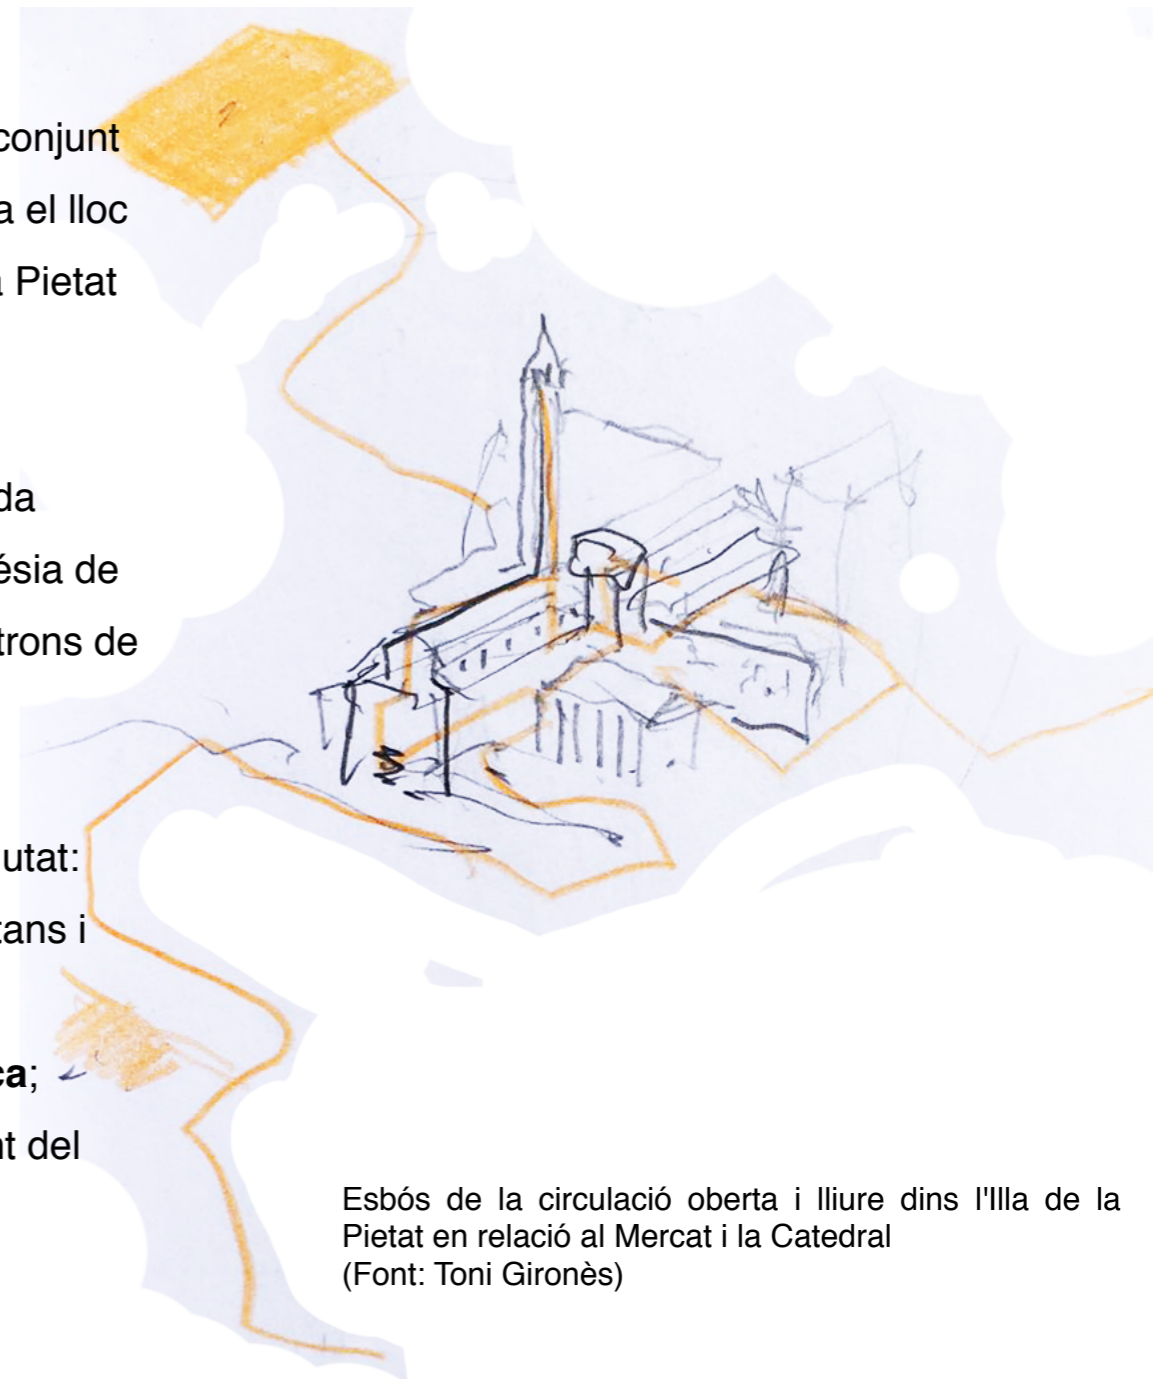 conjunt
a el lloc
Pietat
da
ésia de
trons de
utat:
tans i
ca;
t del
Esbós de la circulació oberta i lliure dins l'Illa de la
Pietat en relació al Mercat i la Catedral
(Font: Toni Gironès)